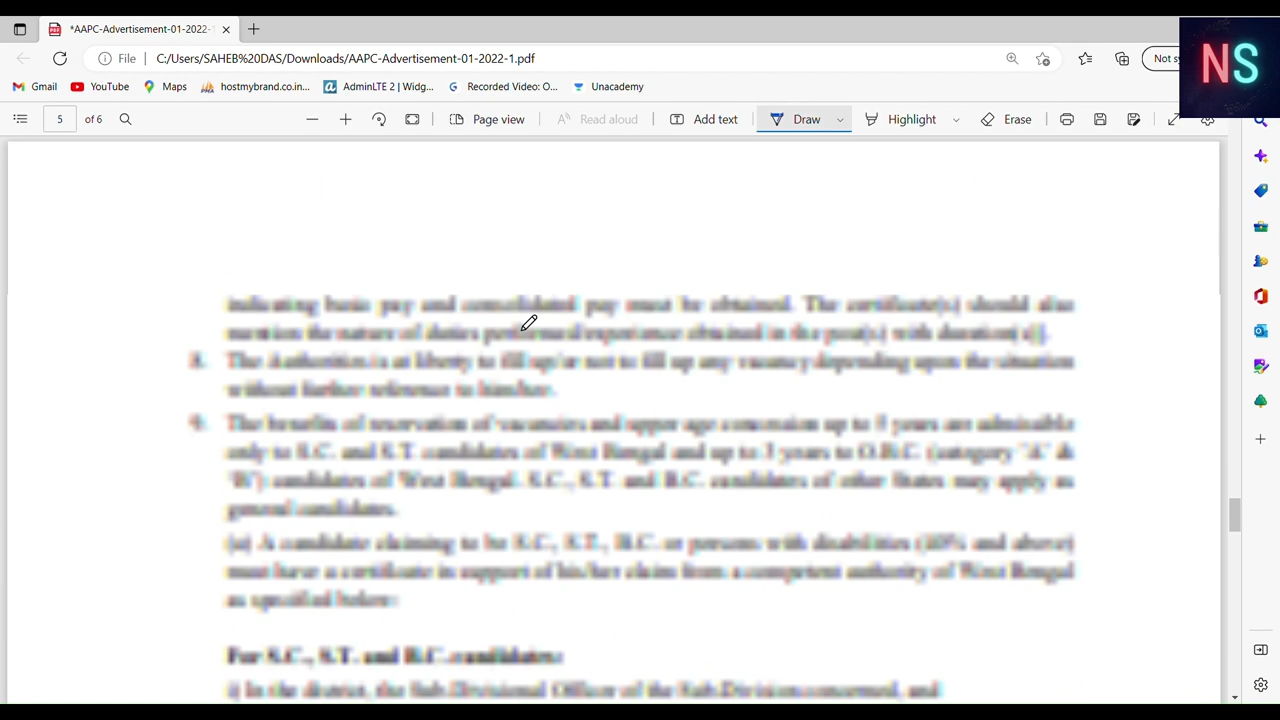 *AAPC-Advertisement-01-2022-
NS
File
C:/Users/SAHEB%20DAS/Downloads/AAPC-Advertisement-01-2022-1.pdf
Not sy
Gmail YouTube Maps hostmybrand.co.in... AdminLTE 2 | Widg... Recorded Video: O... Unacademy
5 of 6 Page view Read aloud Add text Draw Highlight Erase
indicating basic pay and consolidated pay must be obtained. The certificate(s) should also
mention the nature of duties performed experience obtained in the post(s) with duration(s)].
8. The Authorities is at liberty to fill up/or not to fill up any vacancy depending upon the situation
without further reference to him/her.
9. The benefits of reservation of vacancies and upper age concession up to 5 years are admissible
only to S.C. and S.T. candidates of West Bengal and up to 3 years to O.B.C. (category 'A' &
'B') candidates of West Bengal. S.C., S.T. and B.C. candidates of other States may apply as
general candidates.
(a) A candidate claiming to be S.C., S.T., B.C. or persons with disabilities (40% and above)
must have a certificate in support of his/her claim from a competent authority of West Bengal
as specified below:
For S.C., S.T. and B.C. candidates:
i) In the district, the Sub-Divisional Officer of the Sub-Division concerned, and